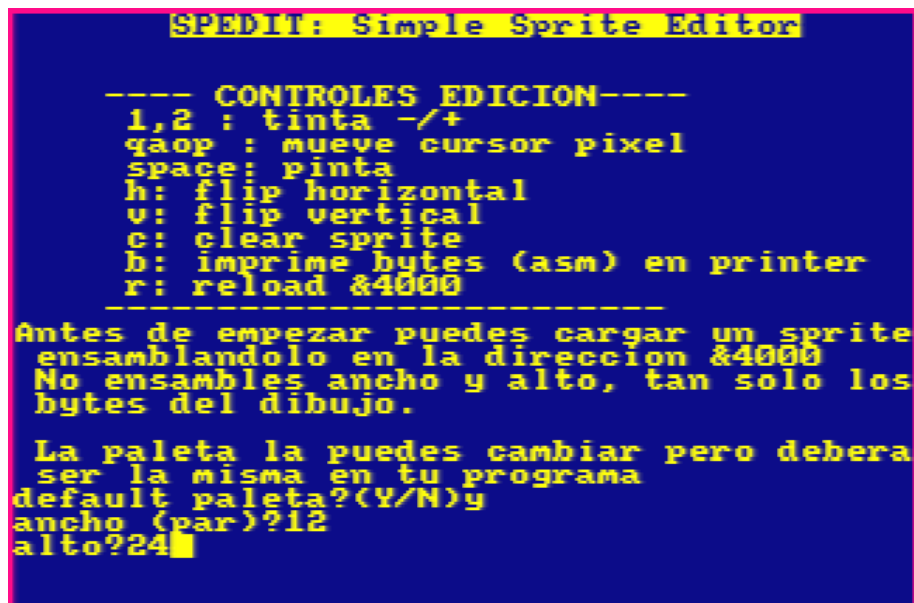 SPEDIT: Simple Sprite Editor
---- CONTROLES EDICION----
1,2 : tinta -/+
qaop : mueve cursor pixel
space: pinta
h: flip horizontal
v: flip vertical
c: clear sprite
b: imprime bytes (asm) en printer
r: reload &4000
-------------------------
Antes de empezar puedes cargar un sprite
ensamblandolo en la direccion &4000
No ensambles ancho y alto, tan solo los
bytes del dibujo.
La paleta la puedes cambiar pero debera
ser la misma en tu programa
default paleta?(Y/N)y
ancho (par)?12
alto?24